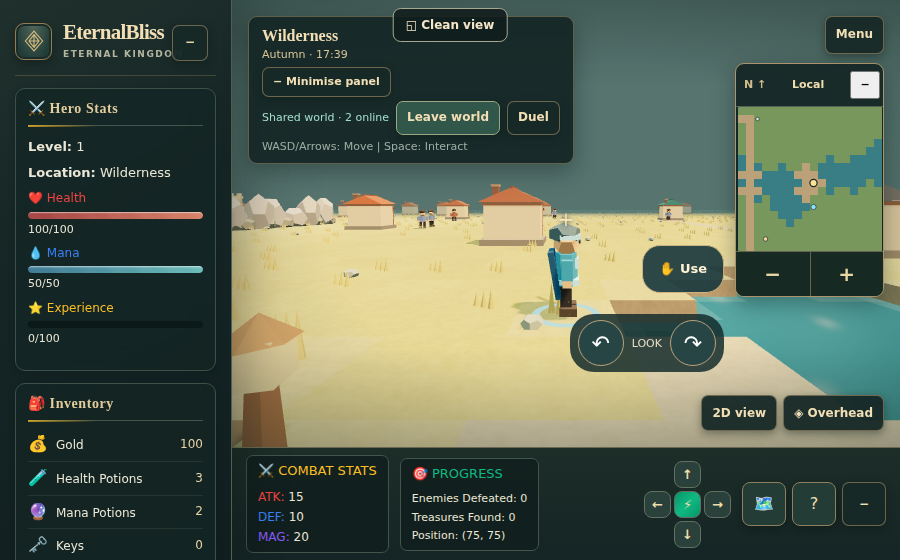 EternalBliss
ETERNAL KINGDO
−
⚔️ Hero Stats
Level: 1
Location: Wilderness
❤️ Health
100/100
💧 Mana
50/50
⭐ Experience
0/100
🎒 Inventory
💰 Gold 100
🧪 Health Potions 3
🔮 Mana Potions 2
🗝️ Keys 0
Wilderness
Autumn · 17:39
− Minimise panel
Shared world · 2 online Leave world Duel
WASD/Arrows: Move | Space: Interact
◱ Clean view
Menu
N ↑ Local −
− +
✋ Use
↶ LOOK ↷
2D view ◈ Overhead
⚔️ COMBAT STATS
ATK: 15
DEF: 10
MAG: 20
🎯 PROGRESS
Enemies Defeated: 0
Treasures Found: 0
Position: (75, 75)
↑
← ⚡ →
↓
🗺️ ? −